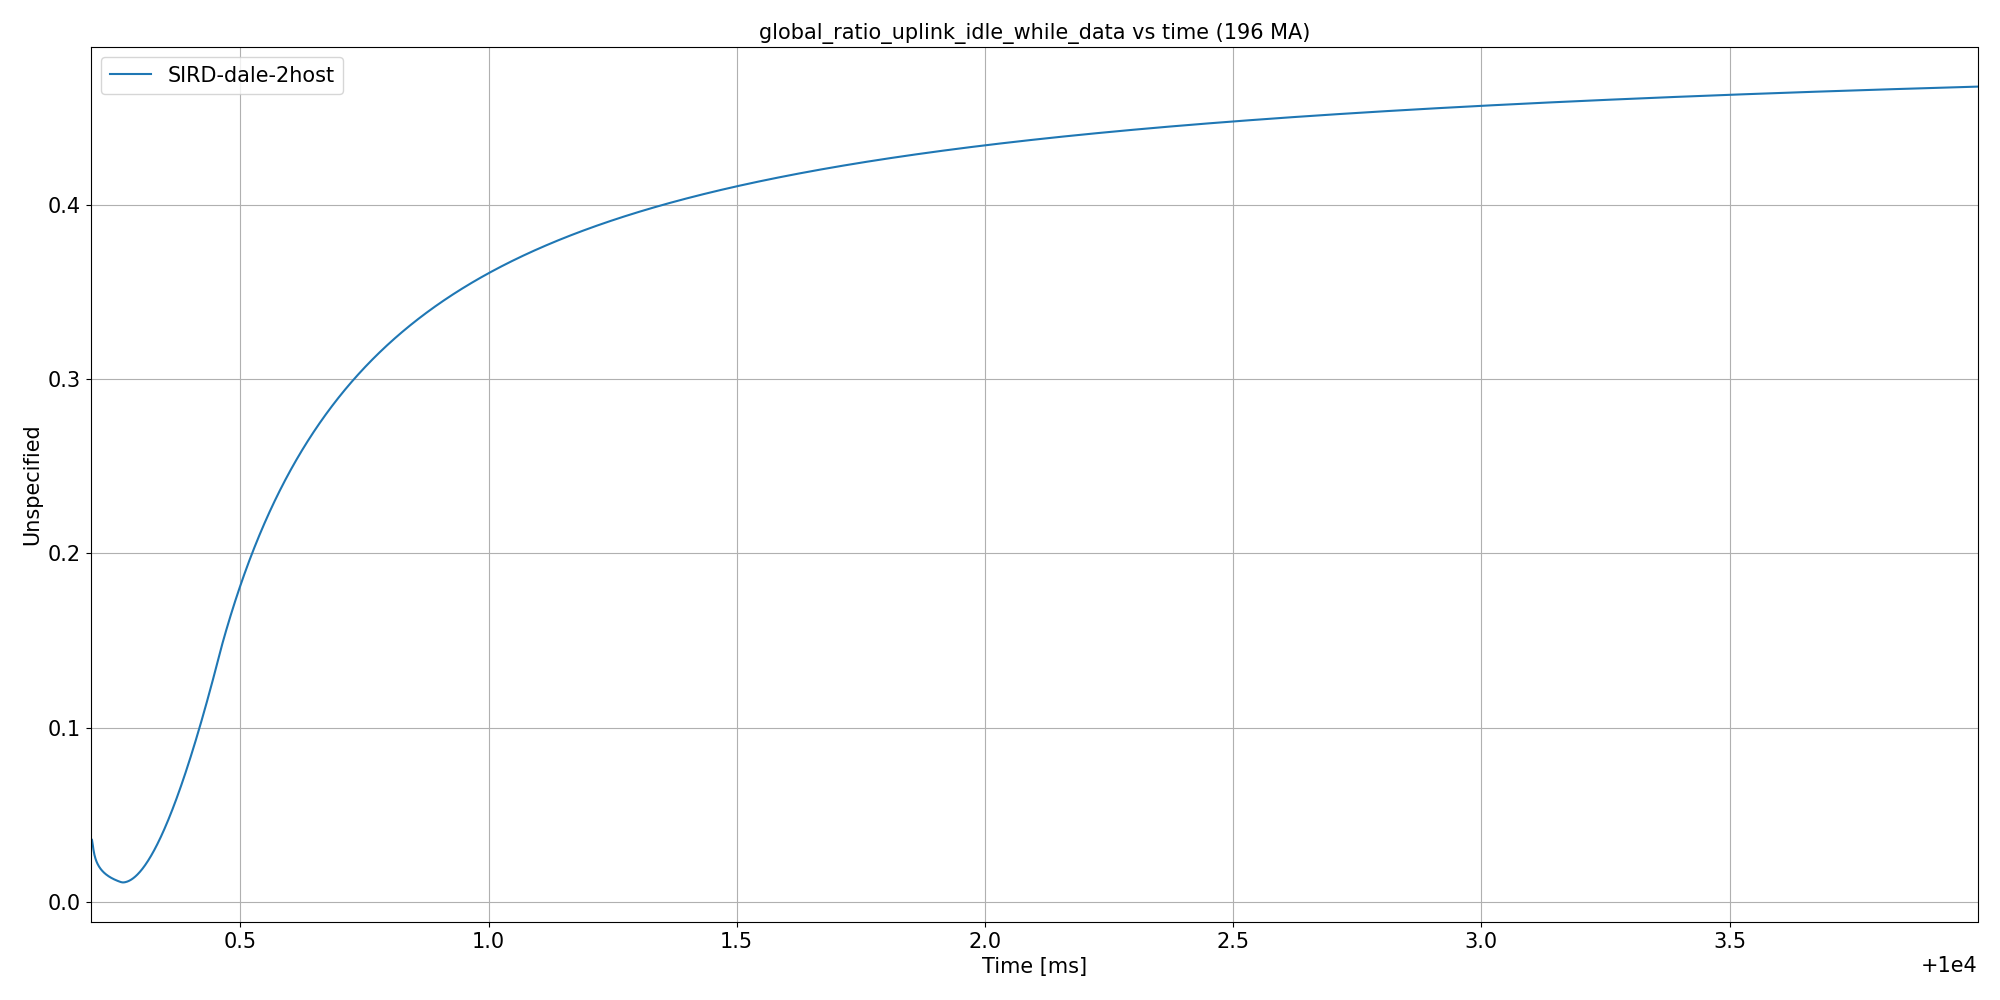 global_ratio_uplink_idle_while_data vs time (196 MA)
SIRD-dale-2host
0.4
0.3
0.2
0.1
0.0
Unspecified
0.5 1.0 1.5 2.0 2.5 3.0 3.5
Time [ms]
+1e4